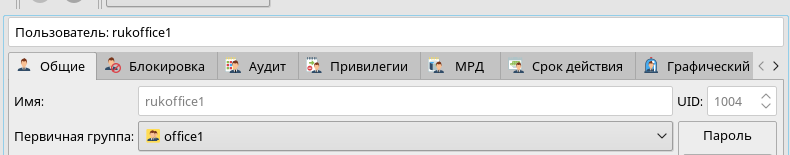 Пользователь: rukoffice1
Общие Блокировка Аудит Привилегии МРД Срок действия Графический
Имя: rukoffice1 UID: 1004
Первичная группа: office1 Пароль